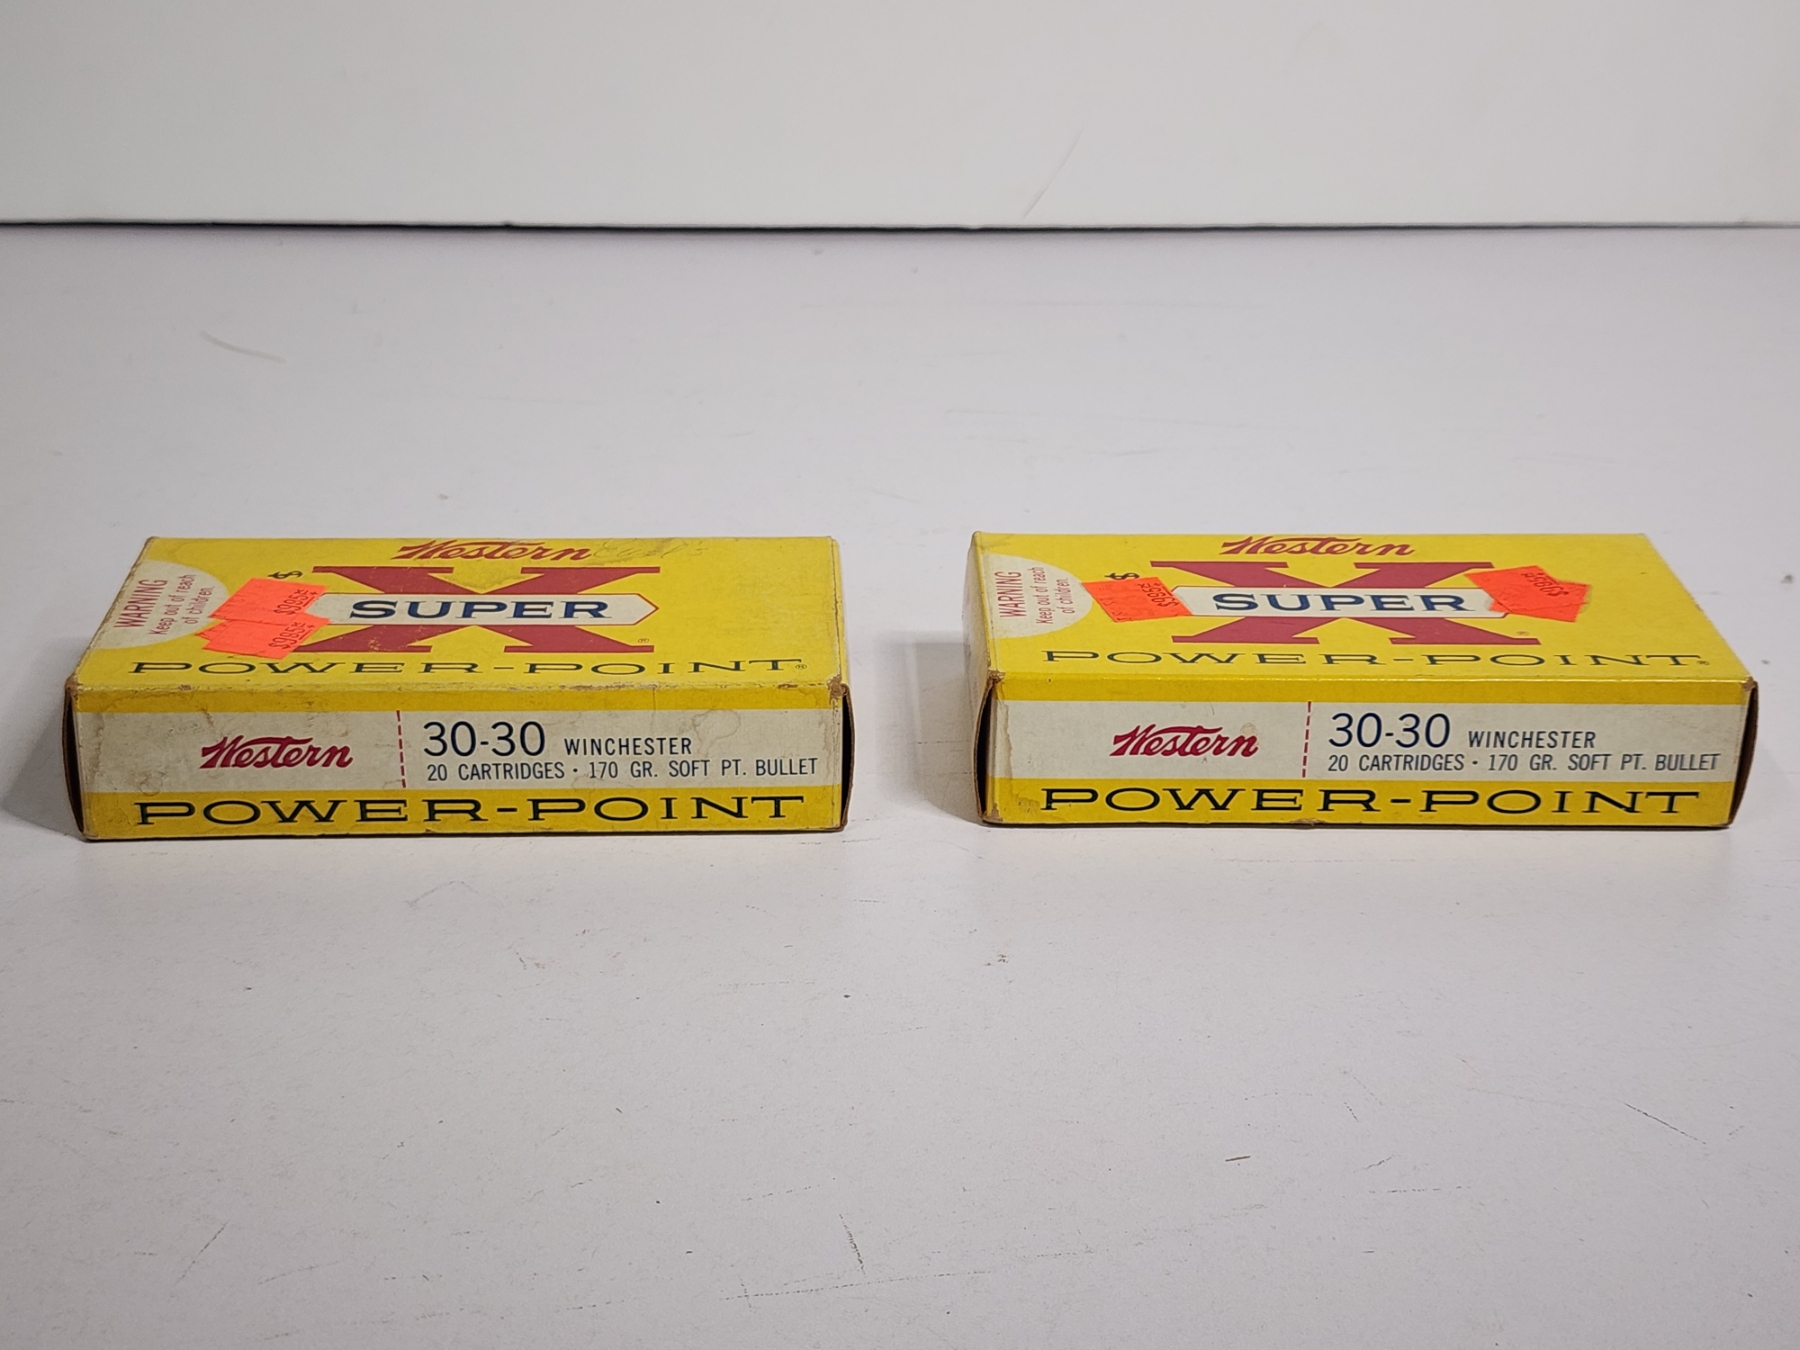 Western
WARNING
Keep out of reach
of children.
$
SUPER
X
®
POWER-POINT®
Western
30-30 WINCHESTER
20 CARTRIDGES · 170 GR. SOFT PT. BULLET
POWER-POINT
Western
WARNING
Keep out of reach
of children.
$
SUPER
X
®
POWER-POINT®
Western
30-30 WINCHESTER
20 CARTRIDGES · 170 GR. SOFT PT. BULLET
POWER-POINT